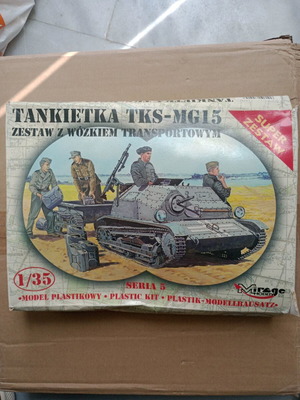 TANKIETKA TKS-MG15
ZESTAW Z WÓZKIEM TRANSPORTOWYM
SUPER
ZESTAW
1/35
SERIA 5
•MODEL PLASTIKOWY • PLASTIC KIT • PLASTIK-MODELLBAUSATZ•
Mirage